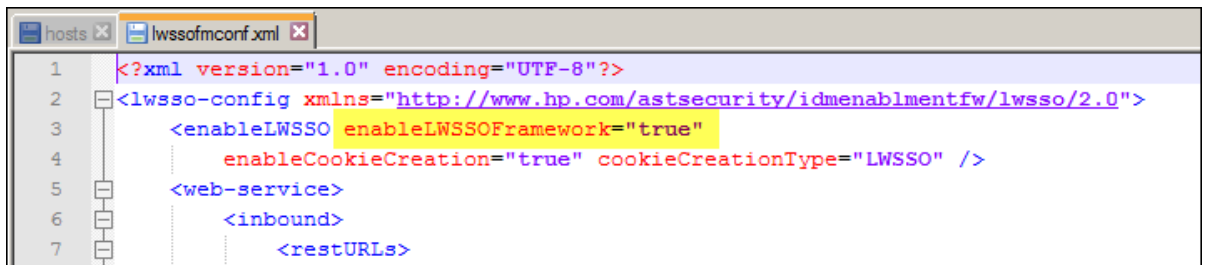 hosts lwssofmconf.xml
1 <?xml version="1.0" encoding="UTF-8"?>
2 <lwsso-config xmlns="http://www.hp.com/astsecurity/idmenablmentfw/lwsso/2.0">
3 <enableLWSSO enableLWSSOFramework="true"
4 enableCookieCreation="true" cookieCreationType="LWSSO" />
5 <web-service>
6 <inbound>
7 <restURLs>